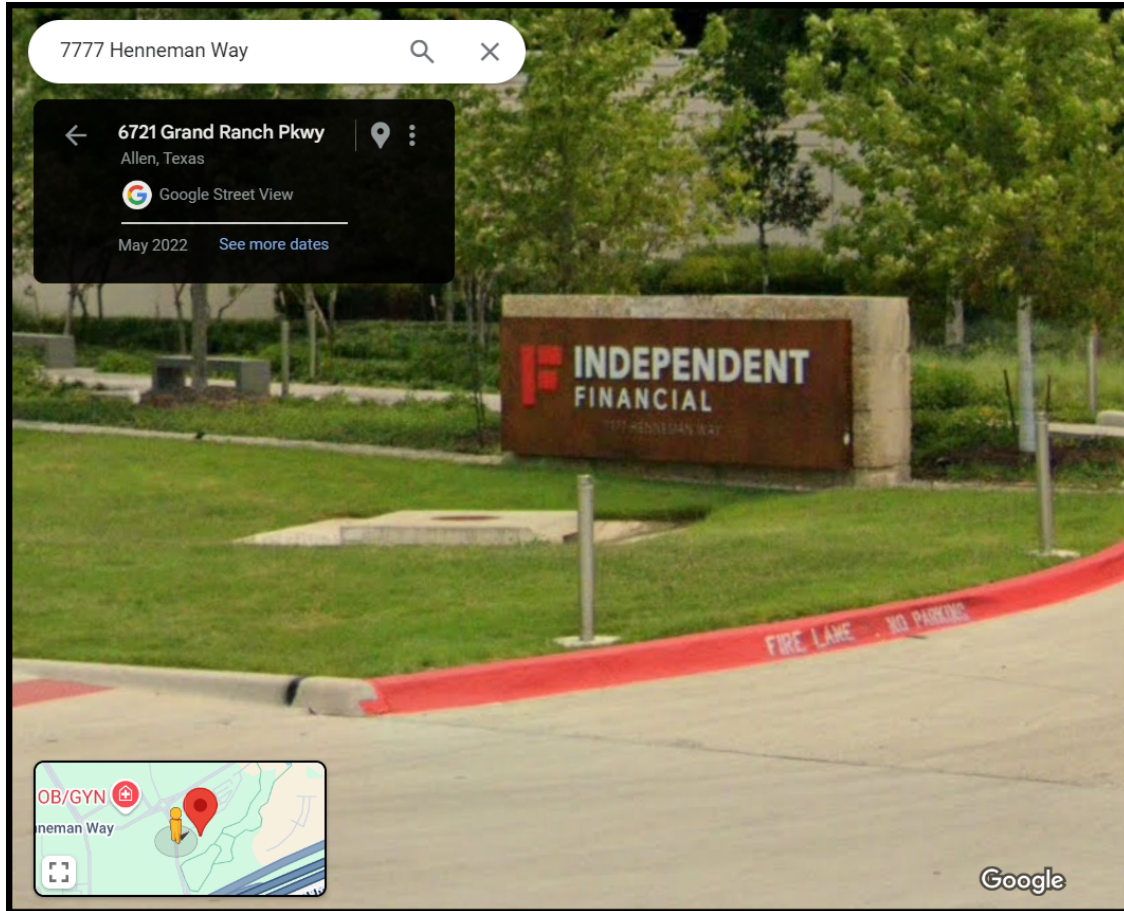 7777 Henneman Way
6721 Grand Ranch Pkwy
Allen, Texas
Google Street View
May 2022
See more dates
INDEPENDENT
FINANCIAL
7777 HENNEMAN WAY
FIRE LANE . NO PARKING
OB/GYN
nneman Way
Google